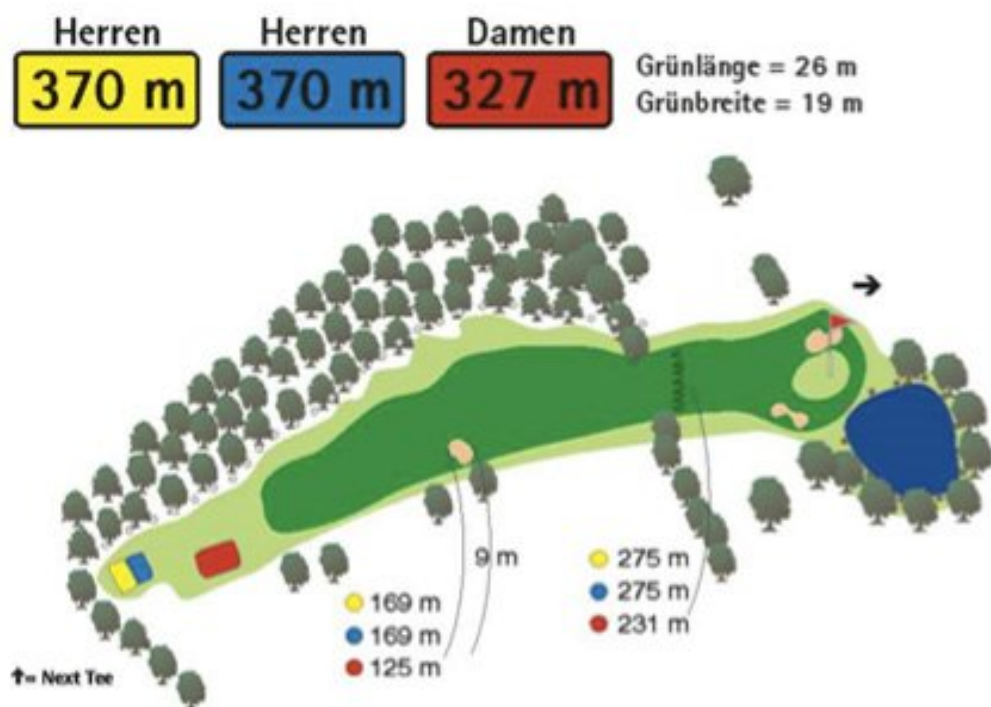 Herren
370 m
Herren
370 m
Damen
327 m
Grünlänge = 26 m
Grünbreite = 19 m
9 m
169 m
169 m
125 m
275 m
275 m
231 m
= Next Tee